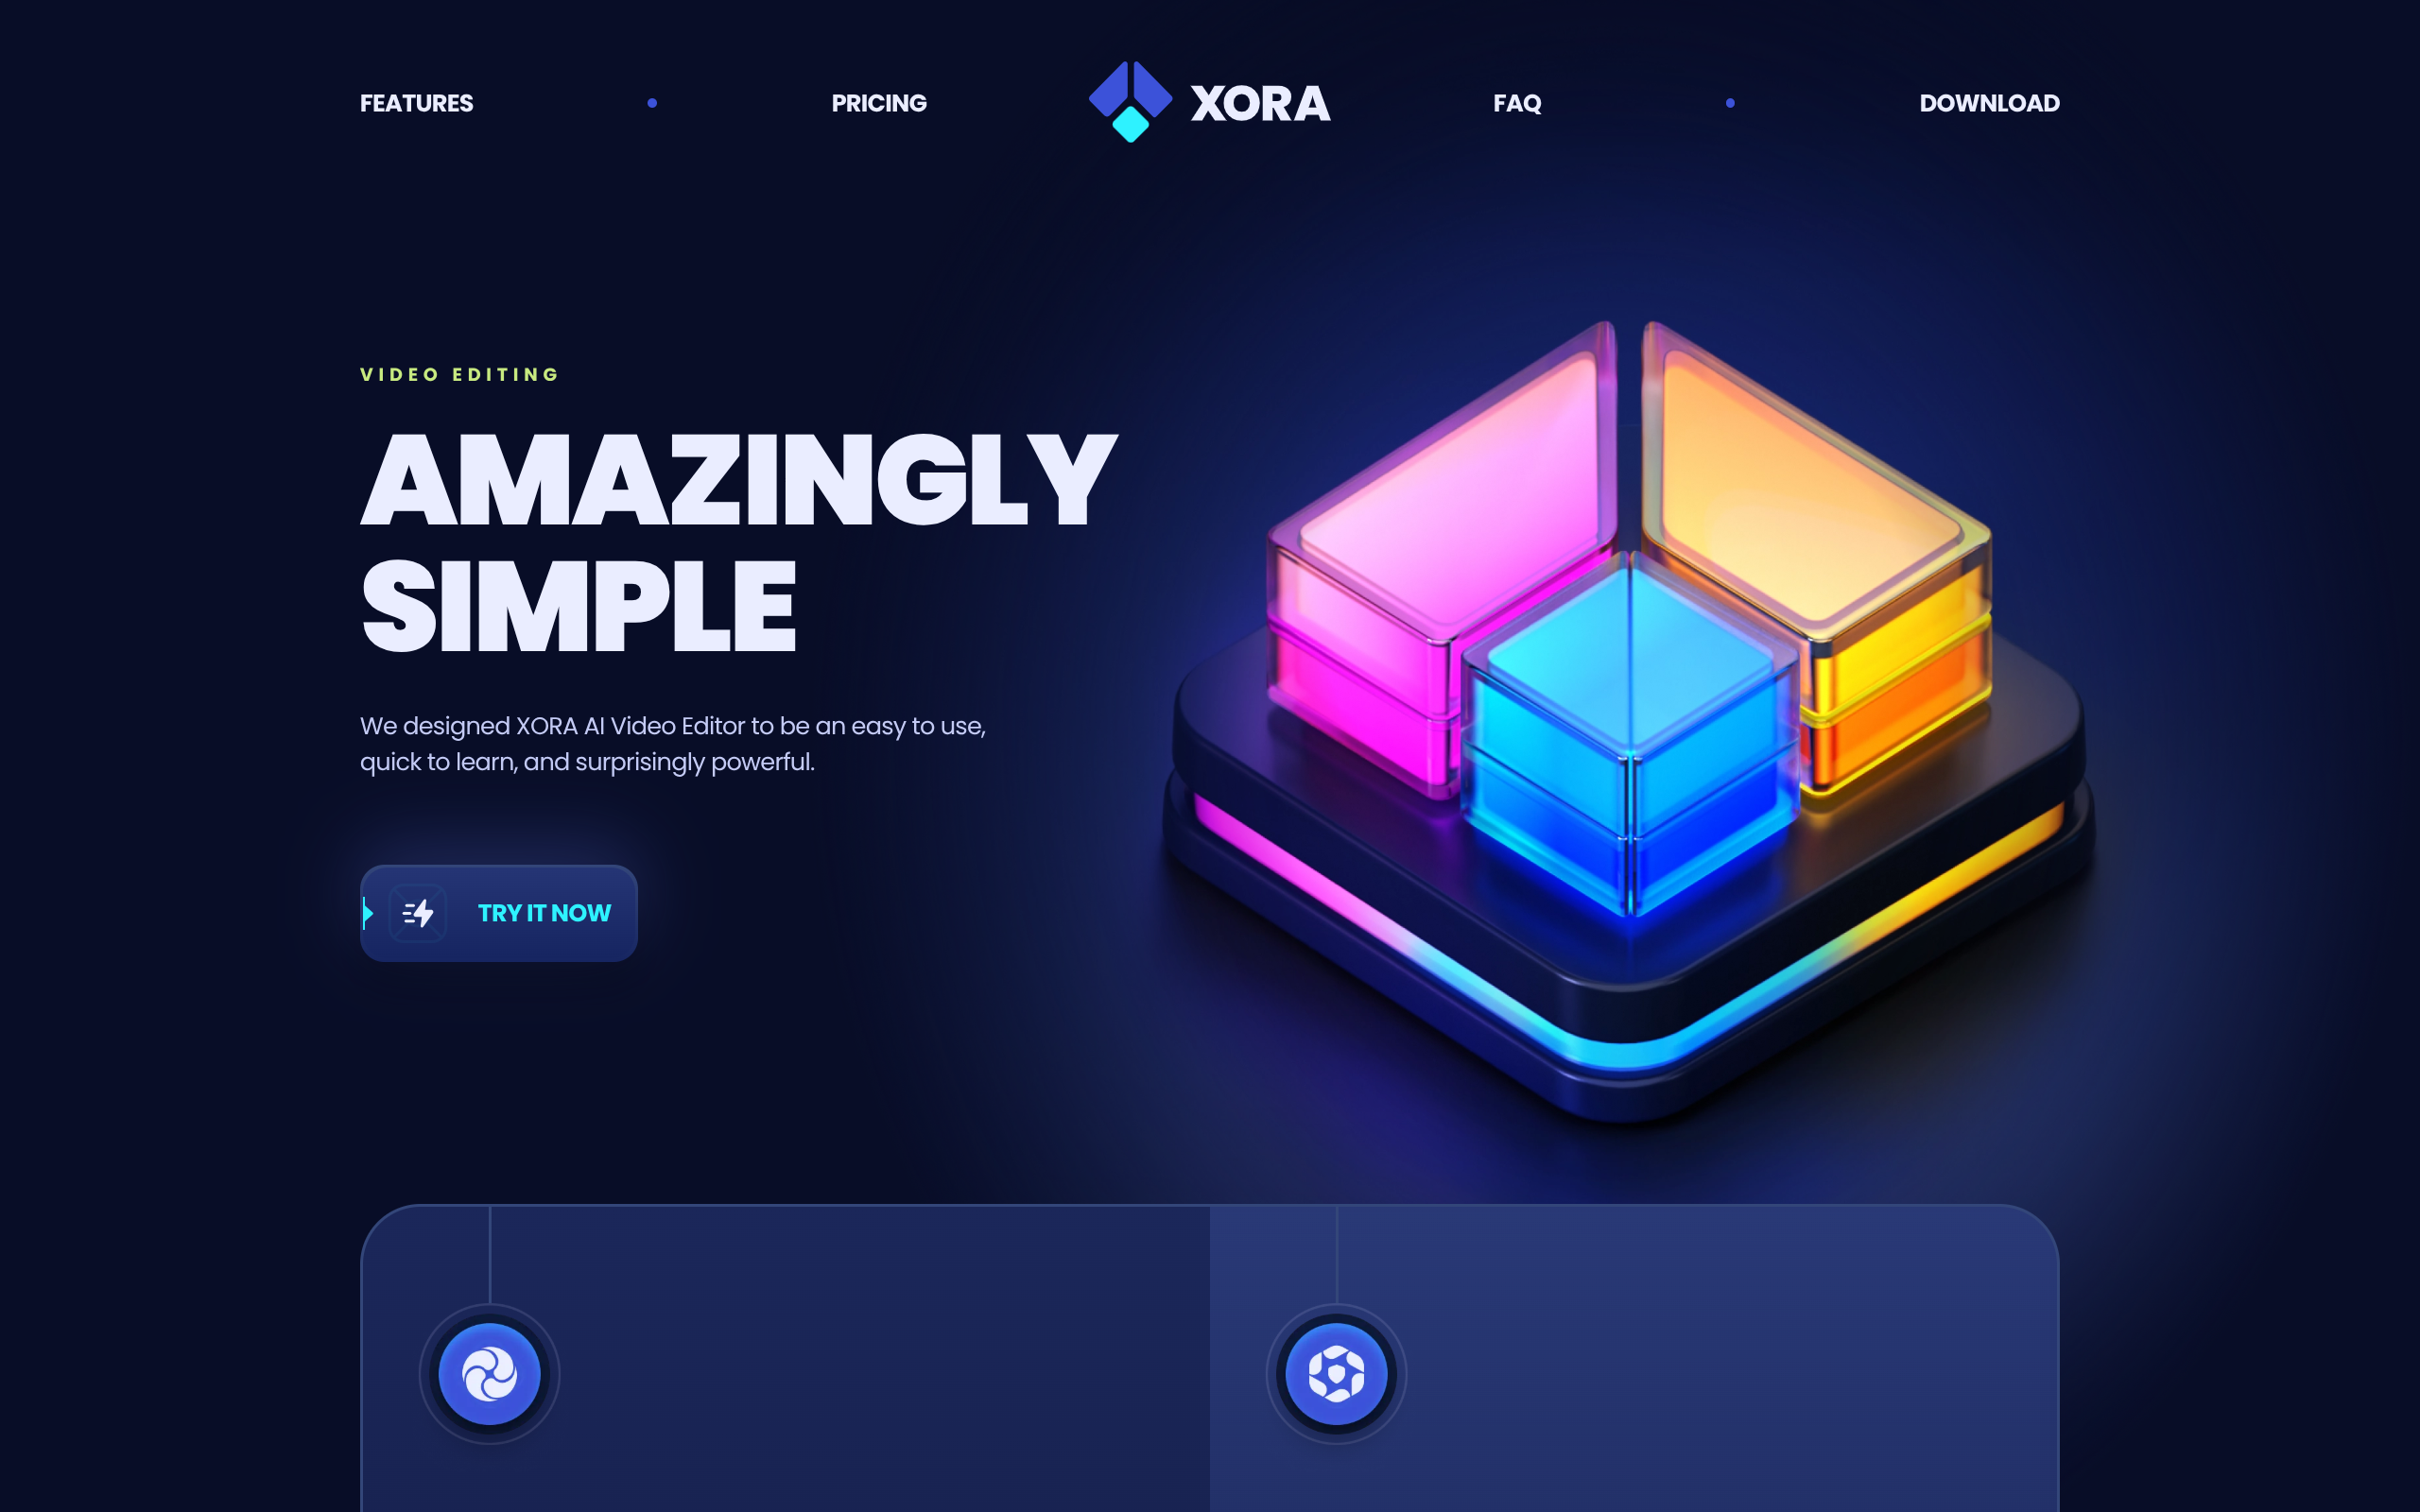 FEATURES
PRICING
XORA
FAQ
DOWNLOAD
VIDEO EDITING
AMAZINGLY
SIMPLE
We designed XORA AI Video Editor to be an easy to use,
quick to learn, and surprisingly powerful.
TRY IT NOW